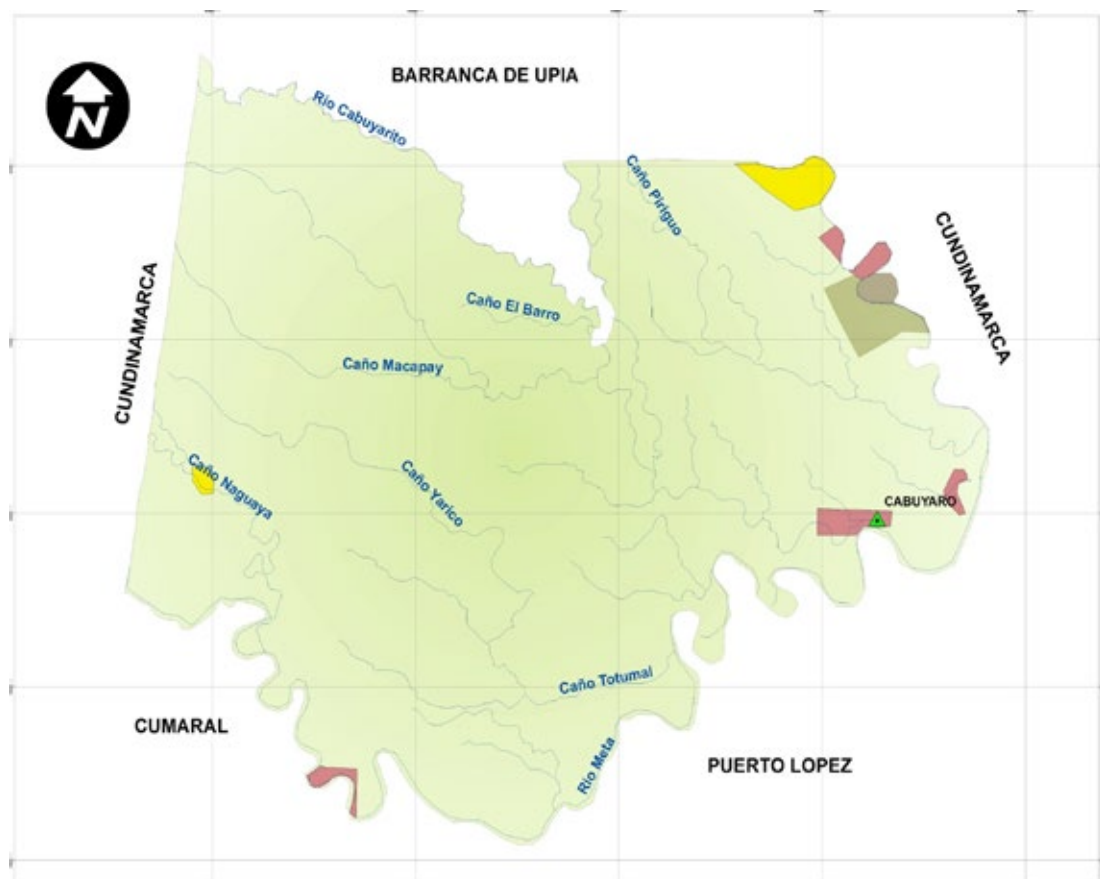 BARRANCA DE UPIA
N
Río Cabuyarito
Caño Piriguo
CUNDINAMARCA
CUNDINAMARCA
Caño El Barro
Caño Macapay
Caño Naguaya
Caño Yarico
CABUYARO
Caño Totumal
CUMARAL
Río Meta
PUERTO LOPEZ